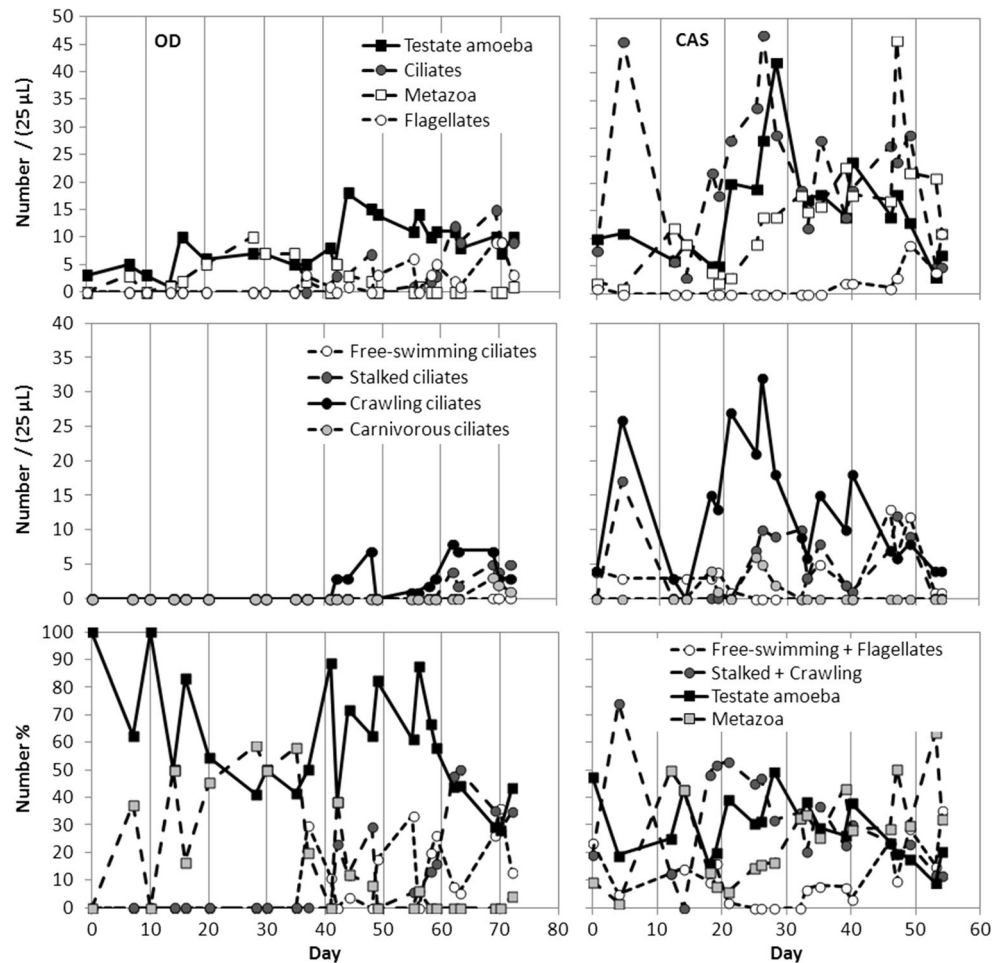 OD
CAS
Testate amoeba
Ciliates
Metazoa
Flagellates
Number / (25 µL)
50
45
40
35
30
25
20
15
10
5
0
Free-swimming ciliates
Stalked ciliates
Crawling ciliates
Carnivorous ciliates
Number / (25 µL)
40
35
30
25
20
15
10
5
0
Free-swimming + Flagellates
Stalked + Crawling
Testate amoeba
Metazoa
Number %
100
90
80
70
60
50
40
30
20
10
0
0 10 20 30 40 50 60 70 80
Day
0 10 20 30 40 50 60
Day